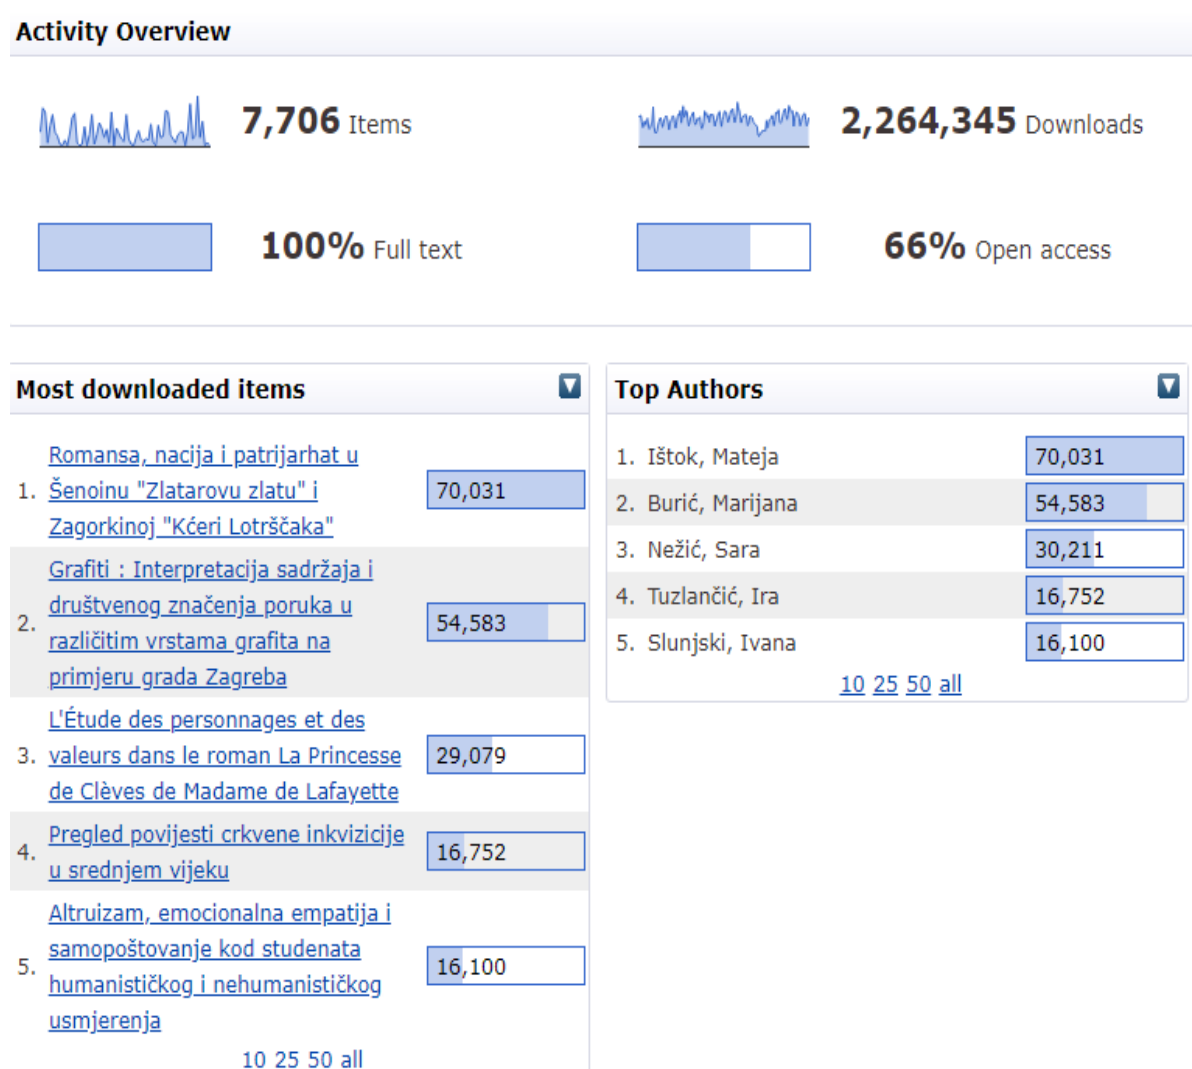 Activity Overview
7,706 Items
2,264,345 Downloads
100% Full text
66% Open access
Most downloaded items
Romansa, nacija i patrijarhat u
1. Šenoinu "Zlatarovu zlatu" i 70,031
Zagorkinoj "Kćeri Lotrščaka"
Grafiti : Interpretacija sadržaja i
društvenog značenja poruka u
2. različitim vrstama grafita na 54,583
primjeru grada Zagreba
L'Étude des personnages et des
3. valeurs dans le roman La Princesse 29,079
de Clèves de Madame de Lafayette
4. Pregled povijesti crkvene inkvizicije 16,752
u srednjem vijeku
Altruizam, emocionalna empatija i
samopoštovanje kod studenata
5. humanističkog i nehumanističkog 16,100
usmjerenja
10 25 50 all
Top Authors
1. Ištok, Mateja 70,031
2. Burić, Marijana 54,583
3. Nežić, Sara 30,211
4. Tuzlančić, Ira 16,752
5. Slunjski, Ivana 16,100
10 25 50 all